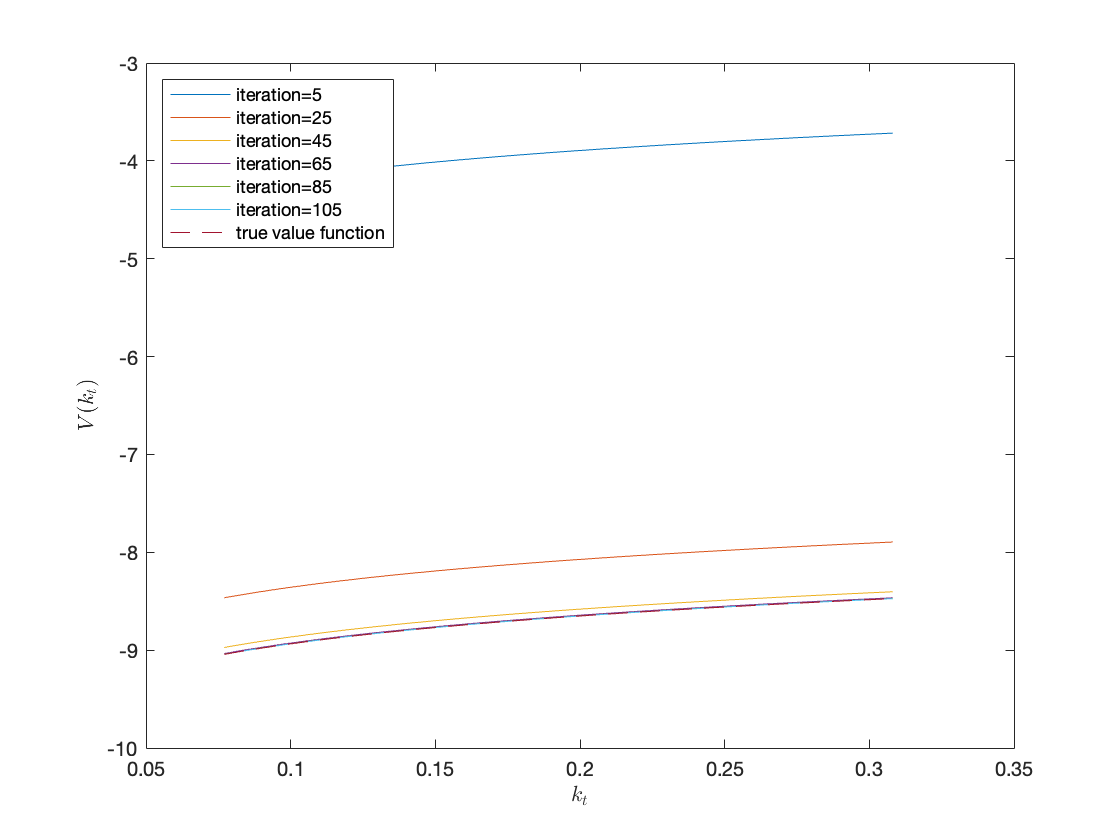 -3
iteration=5
iteration=25
iteration=45
iteration=65
iteration=85
iteration=105
true value function
-4
-5
-6
-7
-8
-9
-10
V(k_t)
0.05 0.1 0.15 0.2 0.25 0.3 0.35
k_t